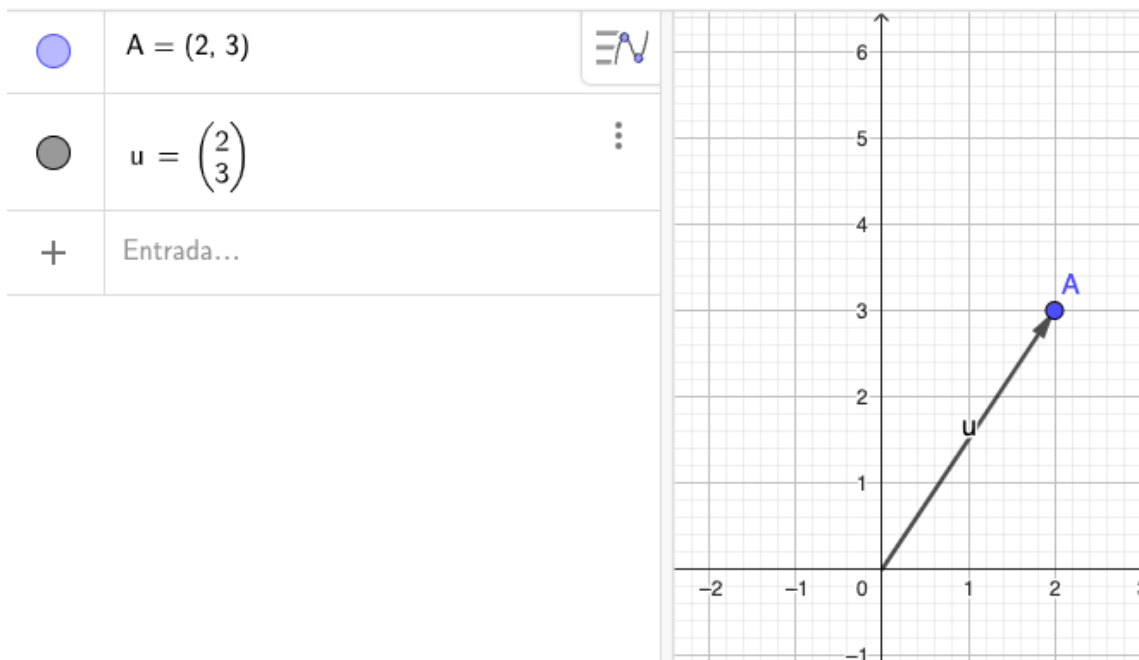 A = (2, 3)
u = (2
3)
Entrada...
6
5
4
3
2
1
–2 –1 0 1 2
–1
A
u